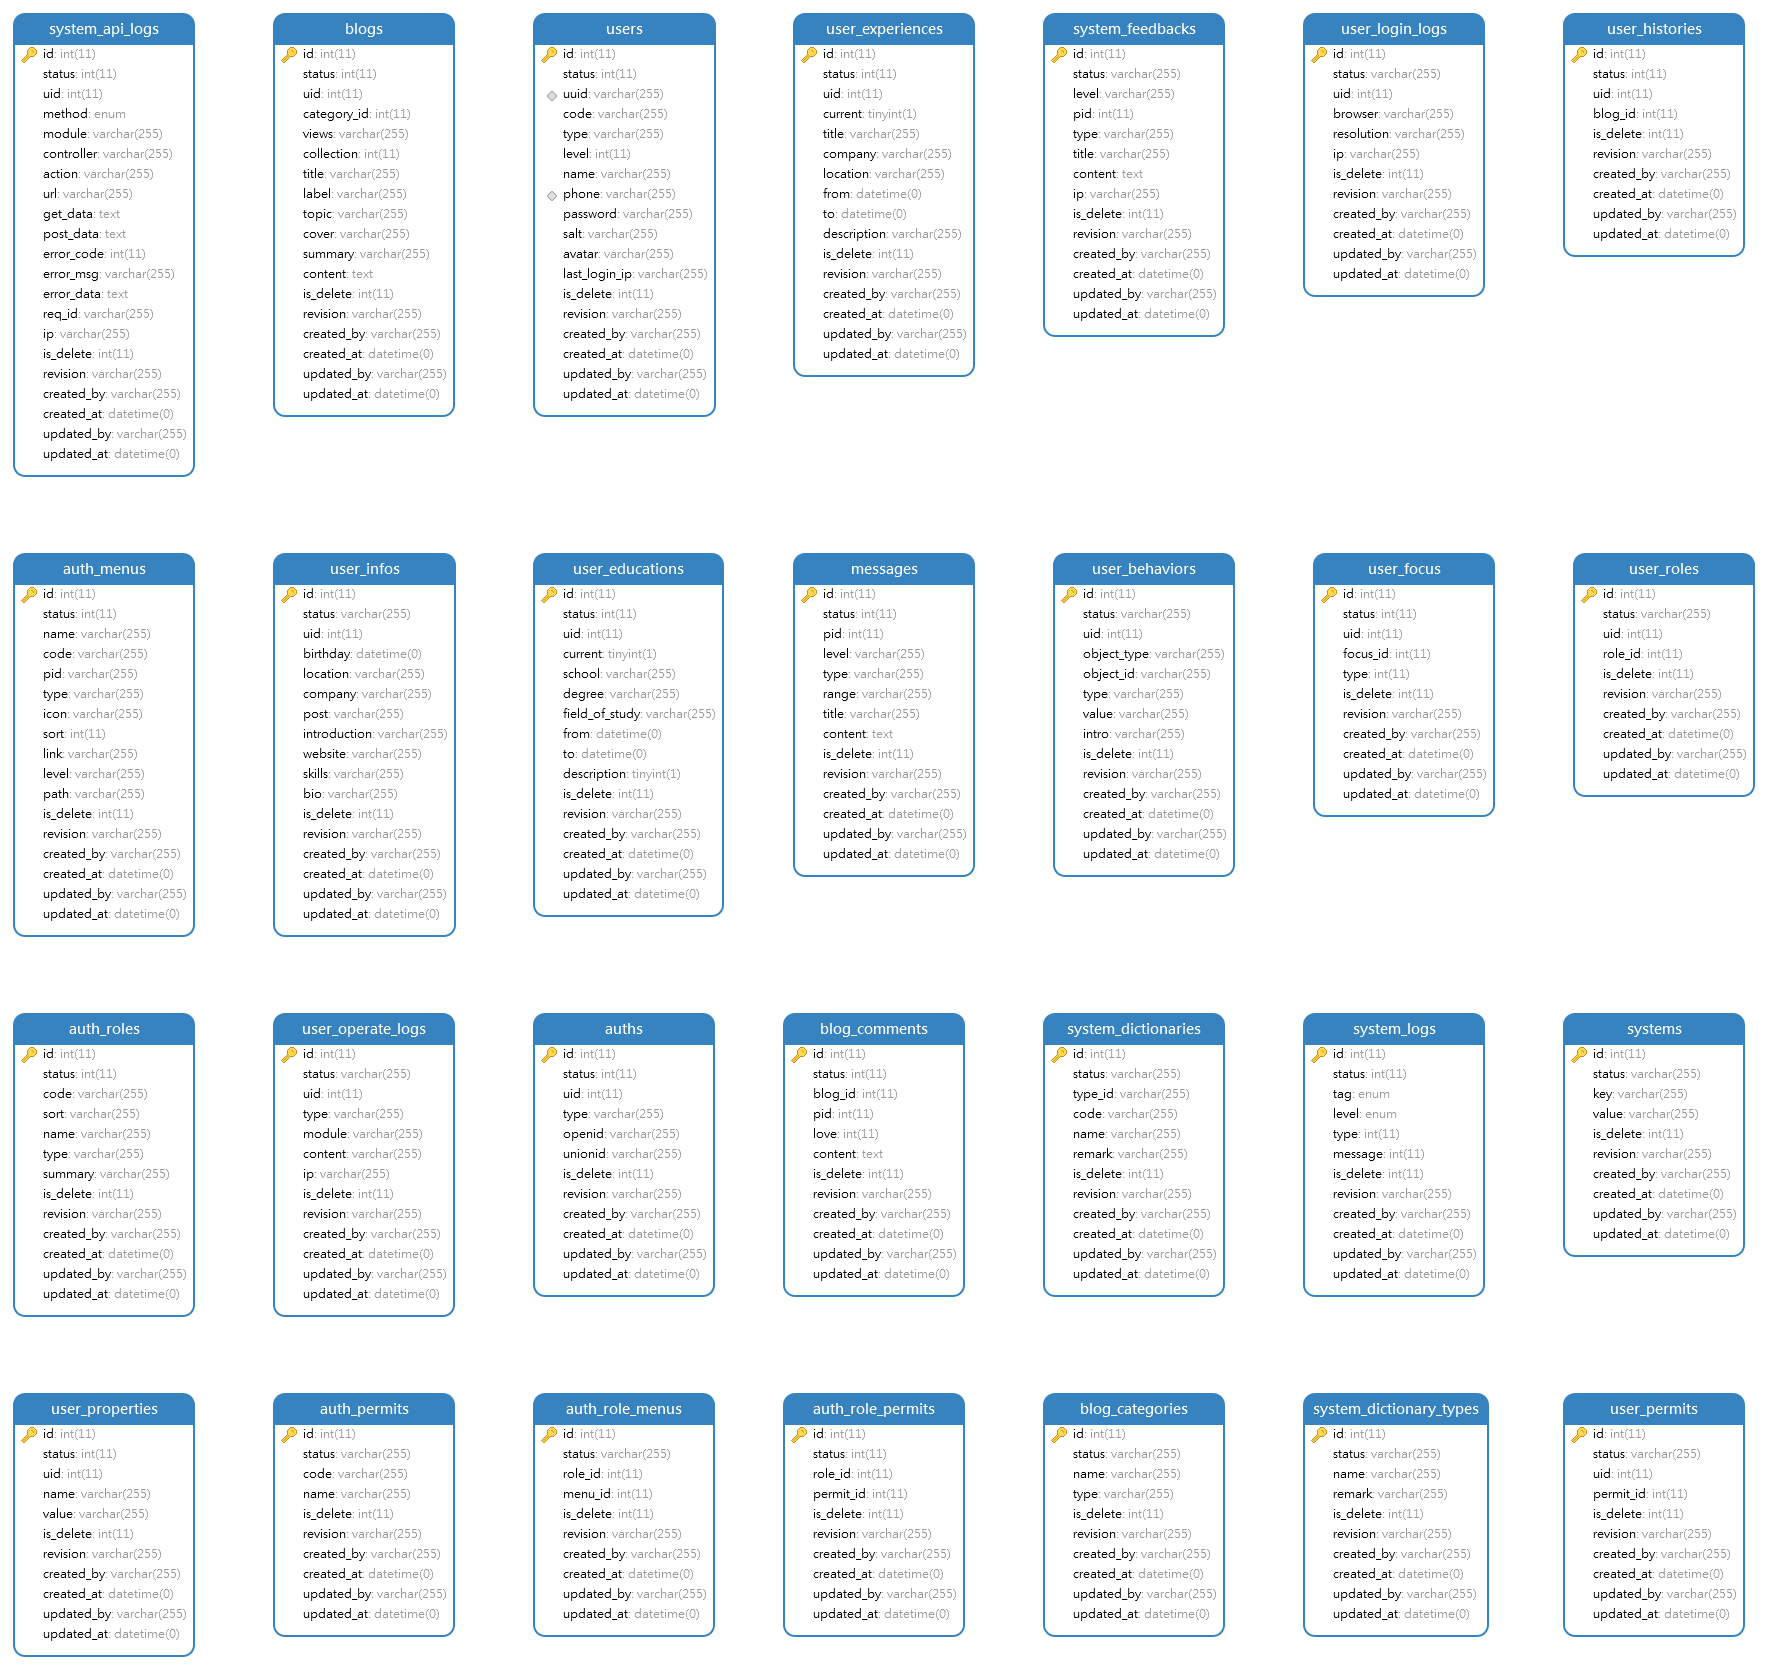 system_api_logs
id: int(11)
status: int(11)
uid: int(11)
method: enum
module: varchar(255)
controller: varchar(255)
action: varchar(255)
url: varchar(255)
get_data: text
post_data: text
error_code: int(11)
error_msg: varchar(255)
error_data: text
req_id: varchar(255)
ip: varchar(255)
is_delete: int(11)
revision: varchar(255)
created_by: varchar(255)
created_at: datetime(0)
updated_by: varchar(255)
updated_at: datetime(0)
blogs
id: int(11)
status: int(11)
uid: int(11)
category_id: int(11)
views: varchar(255)
collection: int(11)
title: varchar(255)
label: varchar(255)
topic: varchar(255)
cover: varchar(255)
summary: varchar(255)
content: text
is_delete: int(11)
revision: varchar(255)
created_by: varchar(255)
created_at: datetime(0)
updated_by: varchar(255)
updated_at: datetime(0)
users
id: int(11)
status: int(11)
uuid: varchar(255)
code: varchar(255)
type: varchar(255)
level: int(11)
name: varchar(255)
phone: varchar(255)
password: varchar(255)
salt: varchar(255)
avatar: varchar(255)
last_login_ip: varchar(255)
is_delete: int(11)
revision: varchar(255)
created_by: varchar(255)
created_at: datetime(0)
updated_by: varchar(255)
updated_at: datetime(0)
user_experiences
id: int(11)
status: int(11)
uid: int(11)
current: tinyint(1)
title: varchar(255)
company: varchar(255)
location: varchar(255)
from: datetime(0)
to: datetime(0)
description: varchar(255)
is_delete: int(11)
revision: varchar(255)
created_by: varchar(255)
created_at: datetime(0)
updated_by: varchar(255)
updated_at: datetime(0)
system_feedbacks
id: int(11)
status: varchar(255)
level: varchar(255)
pid: int(11)
type: varchar(255)
title: varchar(255)
content: text
ip: varchar(255)
is_delete: int(11)
revision: varchar(255)
created_by: varchar(255)
created_at: datetime(0)
updated_by: varchar(255)
updated_at: datetime(0)
user_login_logs
id: int(11)
status: varchar(255)
uid: int(11)
browser: varchar(255)
resolution: varchar(255)
ip: varchar(255)
is_delete: int(11)
revision: varchar(255)
created_by: varchar(255)
created_at: datetime(0)
updated_by: varchar(255)
updated_at: datetime(0)
user_histories
id: int(11)
status: int(11)
uid: int(11)
blog_id: int(11)
is_delete: int(11)
revision: varchar(255)
created_by: varchar(255)
created_at: datetime(0)
updated_by: varchar(255)
updated_at: datetime(0)
auth_menus
id: int(11)
status: int(11)
name: varchar(255)
code: varchar(255)
pid: varchar(255)
type: varchar(255)
icon: varchar(255)
sort: int(11)
link: varchar(255)
level: varchar(255)
path: varchar(255)
is_delete: int(11)
revision: varchar(255)
created_by: varchar(255)
created_at: datetime(0)
updated_by: varchar(255)
updated_at: datetime(0)
user_infos
id: int(11)
status: varchar(255)
uid: int(11)
birthday: datetime(0)
location: varchar(255)
company: varchar(255)
post: varchar(255)
introduction: varchar(255)
website: varchar(255)
skills: varchar(255)
bio: varchar(255)
is_delete: int(11)
revision: varchar(255)
created_by: varchar(255)
created_at: datetime(0)
updated_by: varchar(255)
updated_at: datetime(0)
user_educations
id: int(11)
status: int(11)
uid: int(11)
current: tinyint(1)
school: varchar(255)
degree: varchar(255)
field_of_study: varchar(255)
from: datetime(0)
to: datetime(0)
description: tinyint(1)
is_delete: int(11)
revision: varchar(255)
created_by: varchar(255)
created_at: datetime(0)
updated_by: varchar(255)
updated_at: datetime(0)
messages
id: int(11)
status: int(11)
pid: int(11)
level: varchar(255)
type: varchar(255)
range: varchar(255)
title: varchar(255)
content: text
is_delete: int(11)
revision: varchar(255)
created_by: varchar(255)
created_at: datetime(0)
updated_by: varchar(255)
updated_at: datetime(0)
user_behaviors
id: int(11)
status: varchar(255)
uid: int(11)
object_type: varchar(255)
object_id: varchar(255)
type: varchar(255)
value: varchar(255)
intro: varchar(255)
is_delete: int(11)
revision: varchar(255)
created_by: varchar(255)
created_at: datetime(0)
updated_by: varchar(255)
updated_at: datetime(0)
user_focus
id: int(11)
status: int(11)
uid: int(11)
focus_id: int(11)
type: int(11)
is_delete: int(11)
revision: varchar(255)
created_by: varchar(255)
created_at: datetime(0)
updated_by: varchar(255)
updated_at: datetime(0)
user_roles
id: int(11)
status: varchar(255)
uid: int(11)
role_id: int(11)
is_delete: int(11)
revision: varchar(255)
created_by: varchar(255)
created_at: datetime(0)
updated_by: varchar(255)
updated_at: datetime(0)
auth_roles
id: int(11)
status: int(11)
code: varchar(255)
sort: varchar(255)
name: varchar(255)
type: varchar(255)
summary: varchar(255)
is_delete: int(11)
revision: varchar(255)
created_by: varchar(255)
created_at: datetime(0)
updated_by: varchar(255)
updated_at: datetime(0)
user_operate_logs
id: int(11)
status: varchar(255)
uid: int(11)
type: varchar(255)
module: varchar(255)
content: varchar(255)
ip: varchar(255)
is_delete: int(11)
revision: varchar(255)
created_by: varchar(255)
created_at: datetime(0)
updated_by: varchar(255)
updated_at: datetime(0)
auths
id: int(11)
status: int(11)
uid: int(11)
type: varchar(255)
openid: varchar(255)
unionid: varchar(255)
is_delete: int(11)
revision: varchar(255)
created_by: varchar(255)
created_at: datetime(0)
updated_by: varchar(255)
updated_at: datetime(0)
blog_comments
id: int(11)
status: int(11)
blog_id: int(11)
pid: int(11)
love: int(11)
content: text
is_delete: int(11)
revision: varchar(255)
created_by: varchar(255)
created_at: datetime(0)
updated_by: varchar(255)
updated_at: datetime(0)
system_dictionaries
id: int(11)
status: varchar(255)
type_id: varchar(255)
code: varchar(255)
name: varchar(255)
remark: varchar(255)
is_delete: int(11)
revision: varchar(255)
created_by: varchar(255)
created_at: datetime(0)
updated_by: varchar(255)
updated_at: datetime(0)
system_logs
id: int(11)
status: int(11)
tag: enum
level: enum
type: int(11)
message: int(11)
is_delete: int(11)
revision: varchar(255)
created_by: varchar(255)
created_at: datetime(0)
updated_by: varchar(255)
updated_at: datetime(0)
systems
id: int(11)
status: varchar(255)
key: varchar(255)
value: varchar(255)
is_delete: int(11)
revision: varchar(255)
created_by: varchar(255)
created_at: datetime(0)
updated_by: varchar(255)
updated_at: datetime(0)
user_properties
id: int(11)
status: int(11)
uid: int(11)
name: varchar(255)
value: varchar(255)
is_delete: int(11)
revision: varchar(255)
created_by: varchar(255)
created_at: datetime(0)
updated_by: varchar(255)
updated_at: datetime(0)
auth_permits
id: int(11)
status: varchar(255)
code: varchar(255)
name: varchar(255)
is_delete: int(11)
revision: varchar(255)
created_by: varchar(255)
created_at: datetime(0)
updated_by: varchar(255)
updated_at: datetime(0)
auth_role_menus
id: int(11)
status: varchar(255)
role_id: int(11)
menu_id: int(11)
is_delete: int(11)
revision: varchar(255)
created_by: varchar(255)
created_at: datetime(0)
updated_by: varchar(255)
updated_at: datetime(0)
auth_role_permits
id: int(11)
status: int(11)
role_id: int(11)
permit_id: int(11)
is_delete: int(11)
revision: varchar(255)
created_by: varchar(255)
created_at: datetime(0)
updated_by: varchar(255)
updated_at: datetime(0)
blog_categories
id: int(11)
status: varchar(255)
name: varchar(255)
type: varchar(255)
is_delete: int(11)
revision: varchar(255)
created_by: varchar(255)
created_at: datetime(0)
updated_by: varchar(255)
updated_at: datetime(0)
system_dictionary_types
id: int(11)
status: varchar(255)
name: varchar(255)
remark: varchar(255)
is_delete: int(11)
revision: varchar(255)
created_by: varchar(255)
created_at: datetime(0)
updated_by: varchar(255)
updated_at: datetime(0)
user_permits
id: int(11)
status: varchar(255)
uid: int(11)
permit_id: int(11)
is_delete: int(11)
revision: varchar(255)
created_by: varchar(255)
created_at: datetime(0)
updated_by: varchar(255)
updated_at: datetime(0)